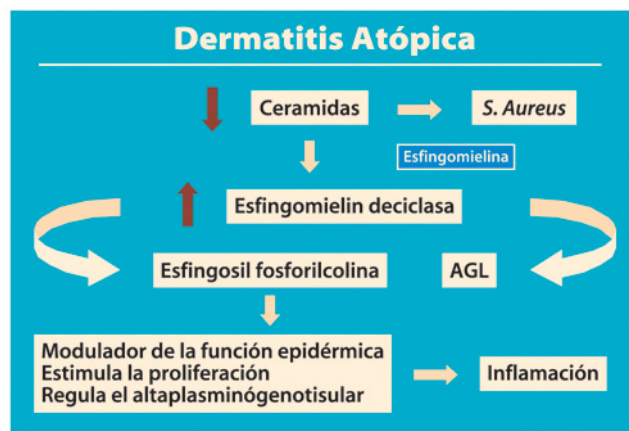 Dermatitis Atópica
Ceramidas
S. Aureus
Esfingomielina
Esfingomielin deciclasa
Esfingosil fosforilcolina
AGL
Modulador de la función epidérmica
Estimula la proliferación
Regula el altaplasminógenotisular
Inflamación